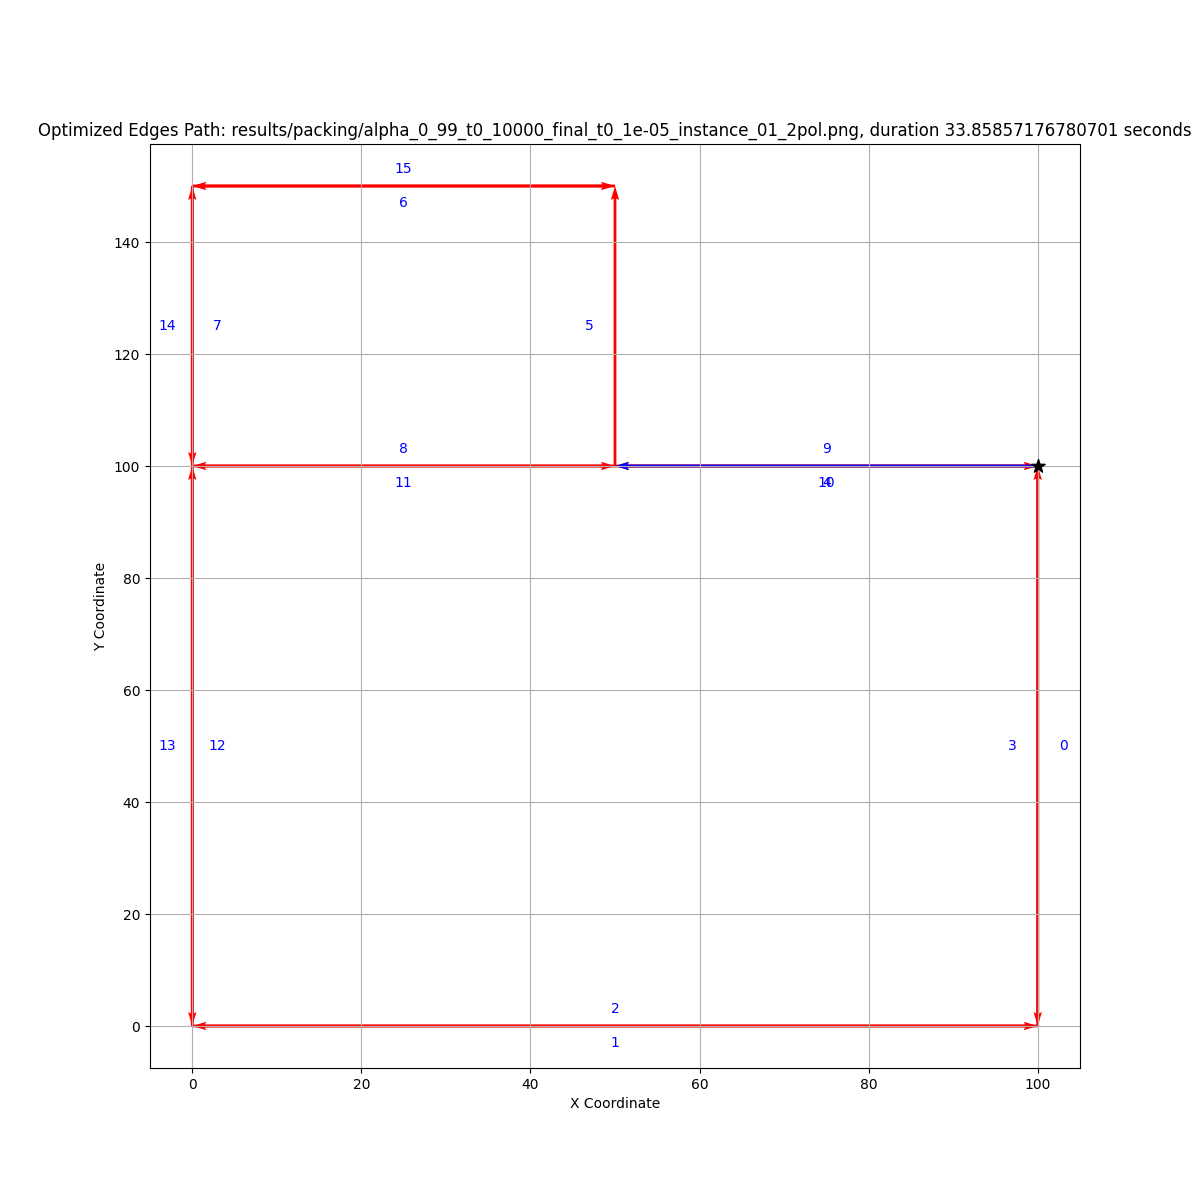 Optimized Edges Path: results/packing/alpha_0_99_t0_10000_final_t0_1e-05_instance_01_2pol.png, duration 33.85857176780701 seconds
15
6
140
14 7 5
120
8 9
100
11 10 4
80
Y Coordinate
60
13 12 3 0
40
20
2
0
1
0 20 40 60 80 100
X Coordinate